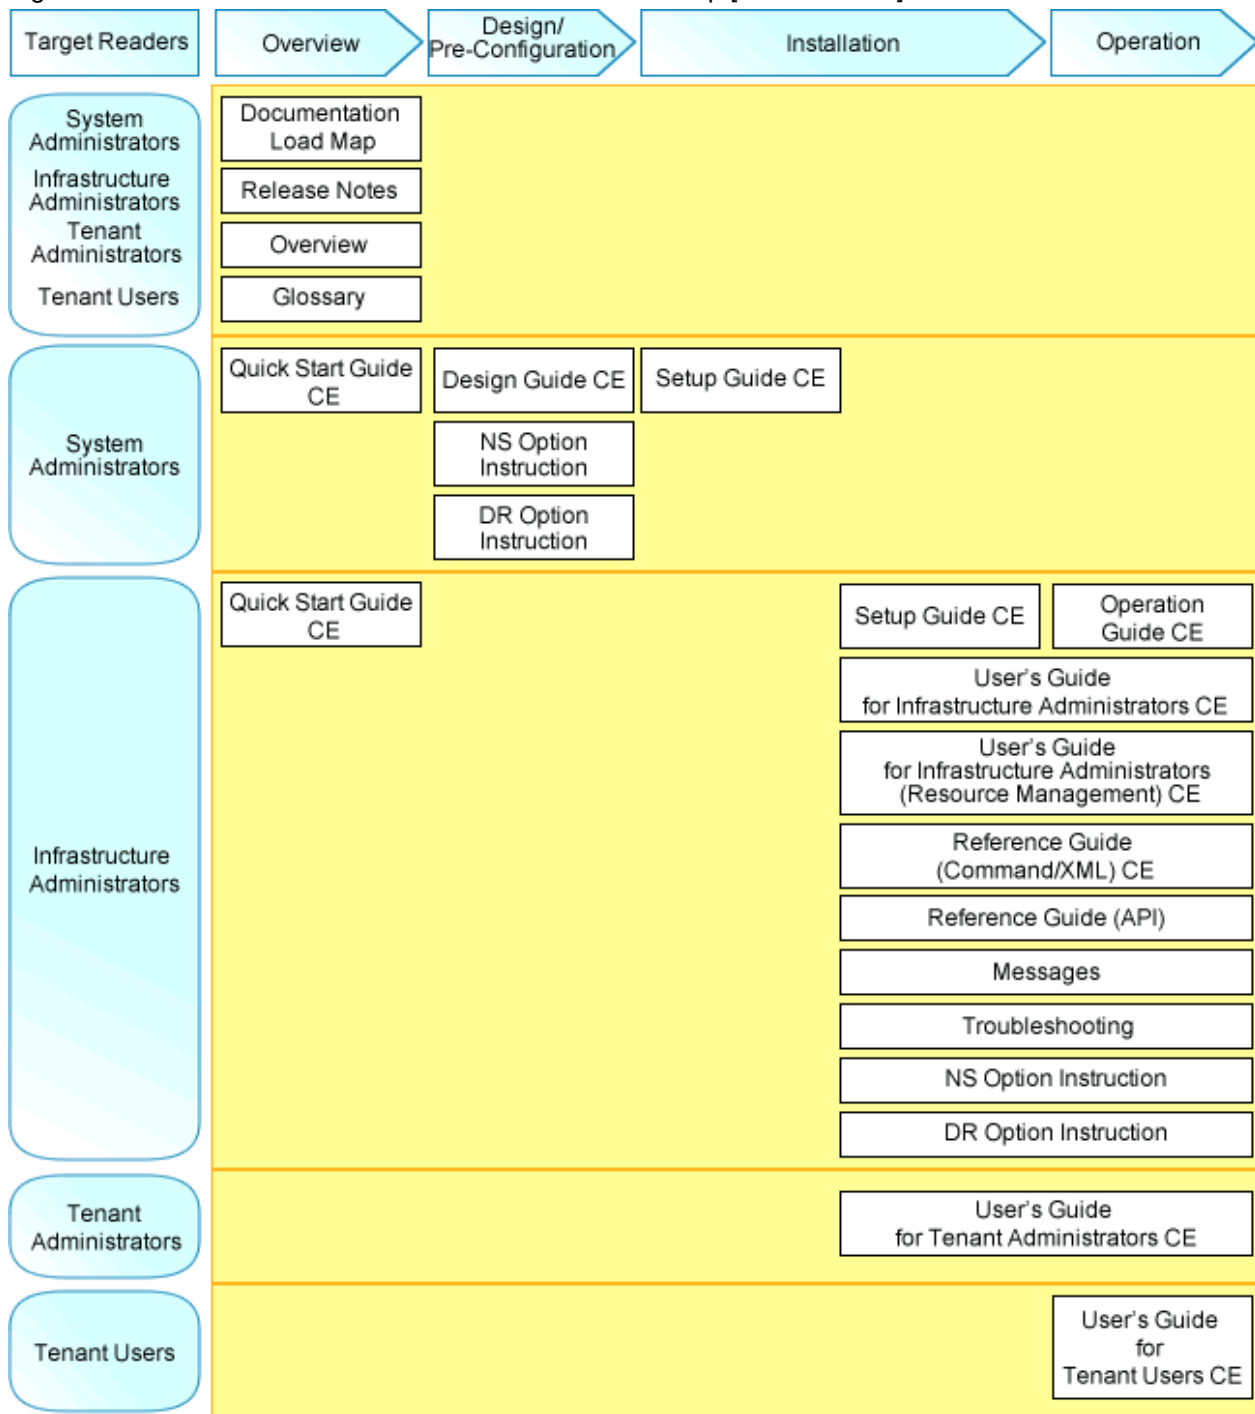 Target Readers
Overview
Design/
Pre-Configuration
Installation
Operation
System
Administrators
Infrastructure
Administrators
Tenant
Administrators
Tenant Users
Documentation
Load Map
Release Notes
Overview
Glossary
System
Administrators
Quick Start Guide
CE
Design Guide CE
Setup Guide CE
NS Option
Instruction
DR Option
Instruction
Infrastructure
Administrators
Quick Start Guide
CE
Setup Guide CE
Operation
Guide CE
User's Guide
for Infrastructure Administrators CE
User's Guide
for Infrastructure Administrators
(Resource Management) CE
Reference Guide
(Command/XML) CE
Reference Guide (API)
Messages
Troubleshooting
NS Option Instruction
DR Option Instruction
Tenant
Administrators
User's Guide
for Tenant Administrators CE
Tenant Users
User's Guide
for
Tenant Users CE